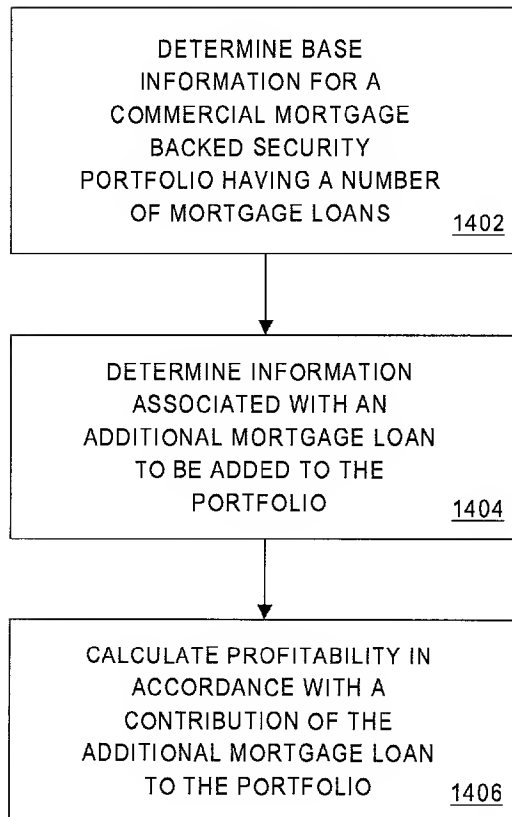 DETERMINE BASE
INFORMATION FOR A
COMMERCIAL MORTGAGE
BACKED SECURITY
PORTFOLIO HAVING A NUMBER
OF MORTGAGE LOANS
1402
DETERMINE INFORMATION
ASSOCIATED WITH AN
ADDITIONAL MORTGAGE LOAN
TO BE ADDED TO THE
PORTFOLIO
1404
CALCULATE PROFITABILITY IN
ACCORDANCE WITH A
CONTRIBUTION OF THE
ADDITIONAL MORTGAGE LOAN
TO THE PORTFOLIO
1406